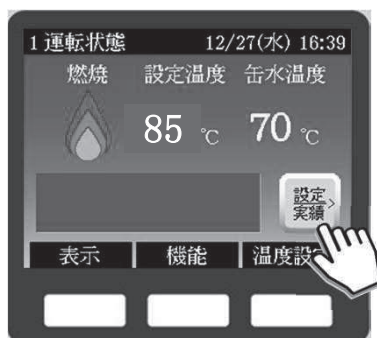 1 運転状態 12/27(水) 16:39
燃焼 設定温度 缶水温度
85 ℃ 70 ℃
設定
実績
表示 機能 温度設